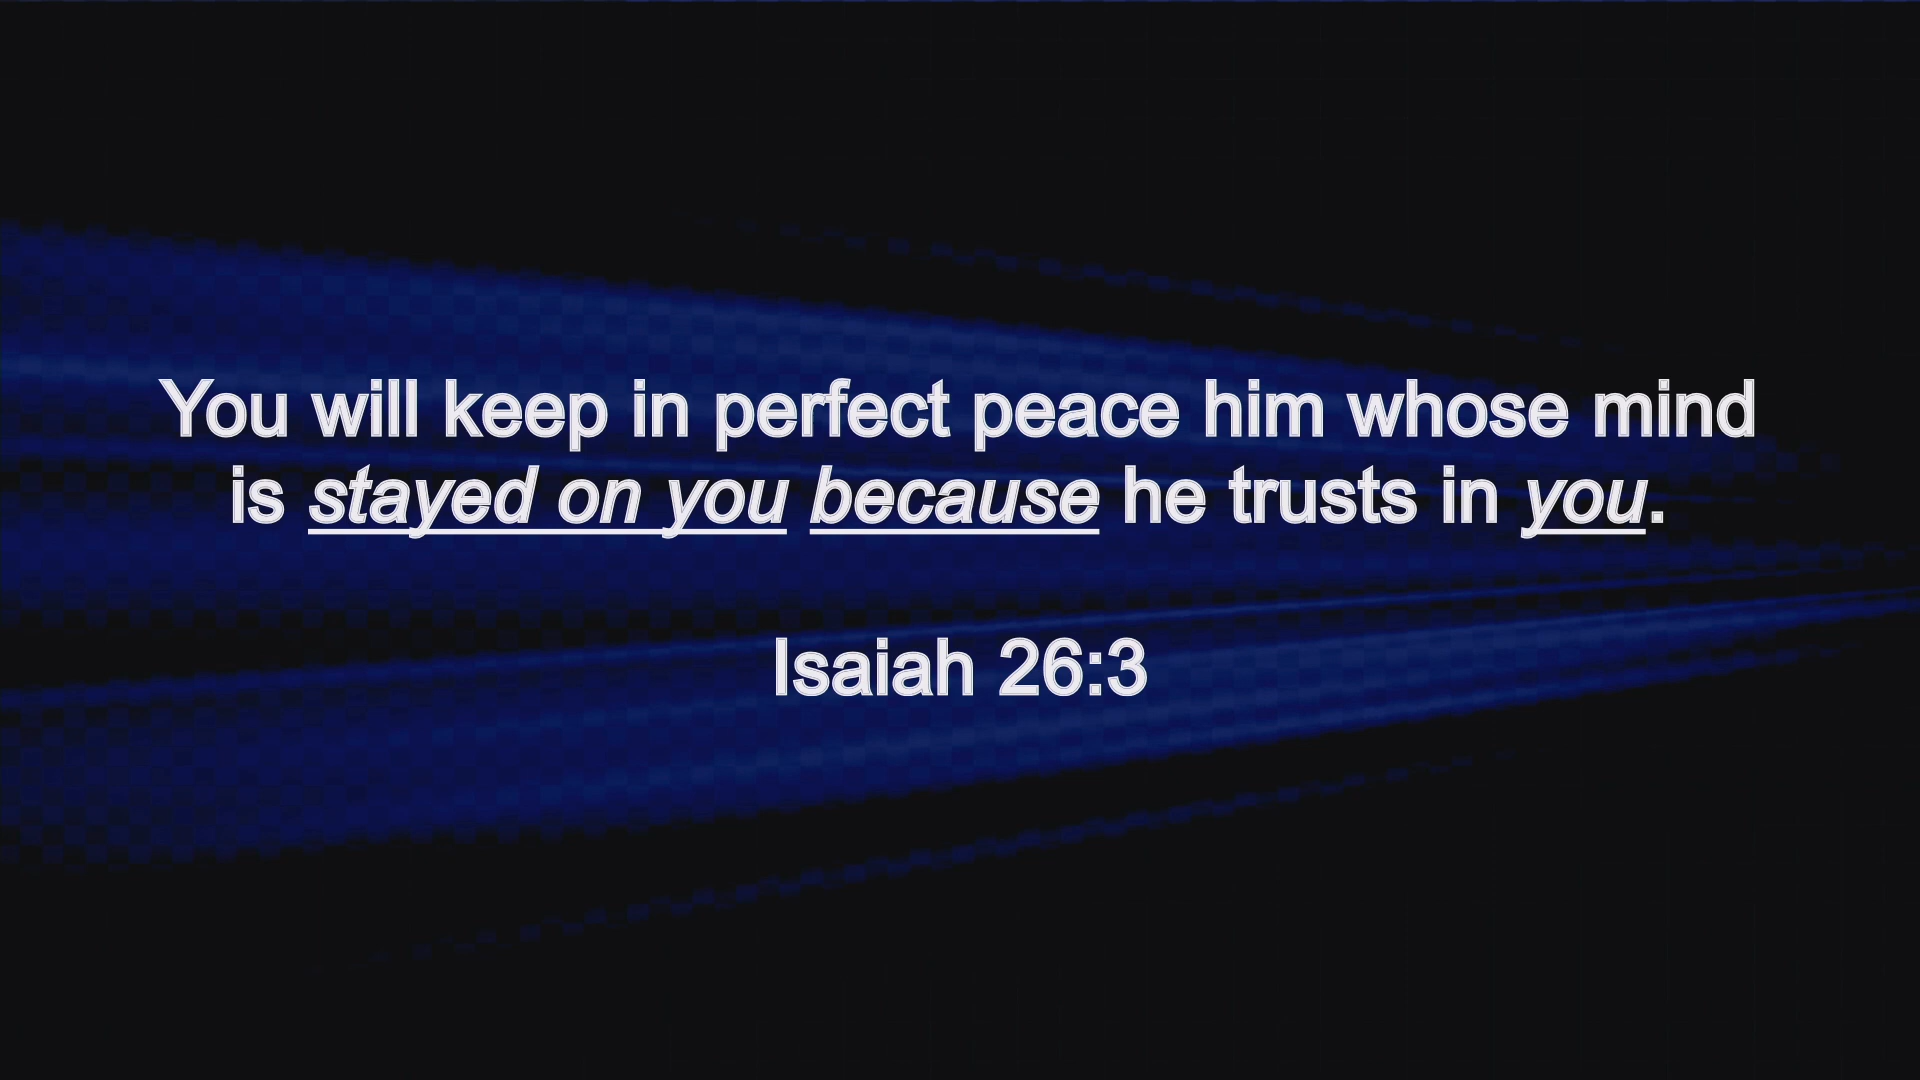 You will keep in perfect peace him whose mind
is stayed on you because he trusts in you.
Isaiah 26:3